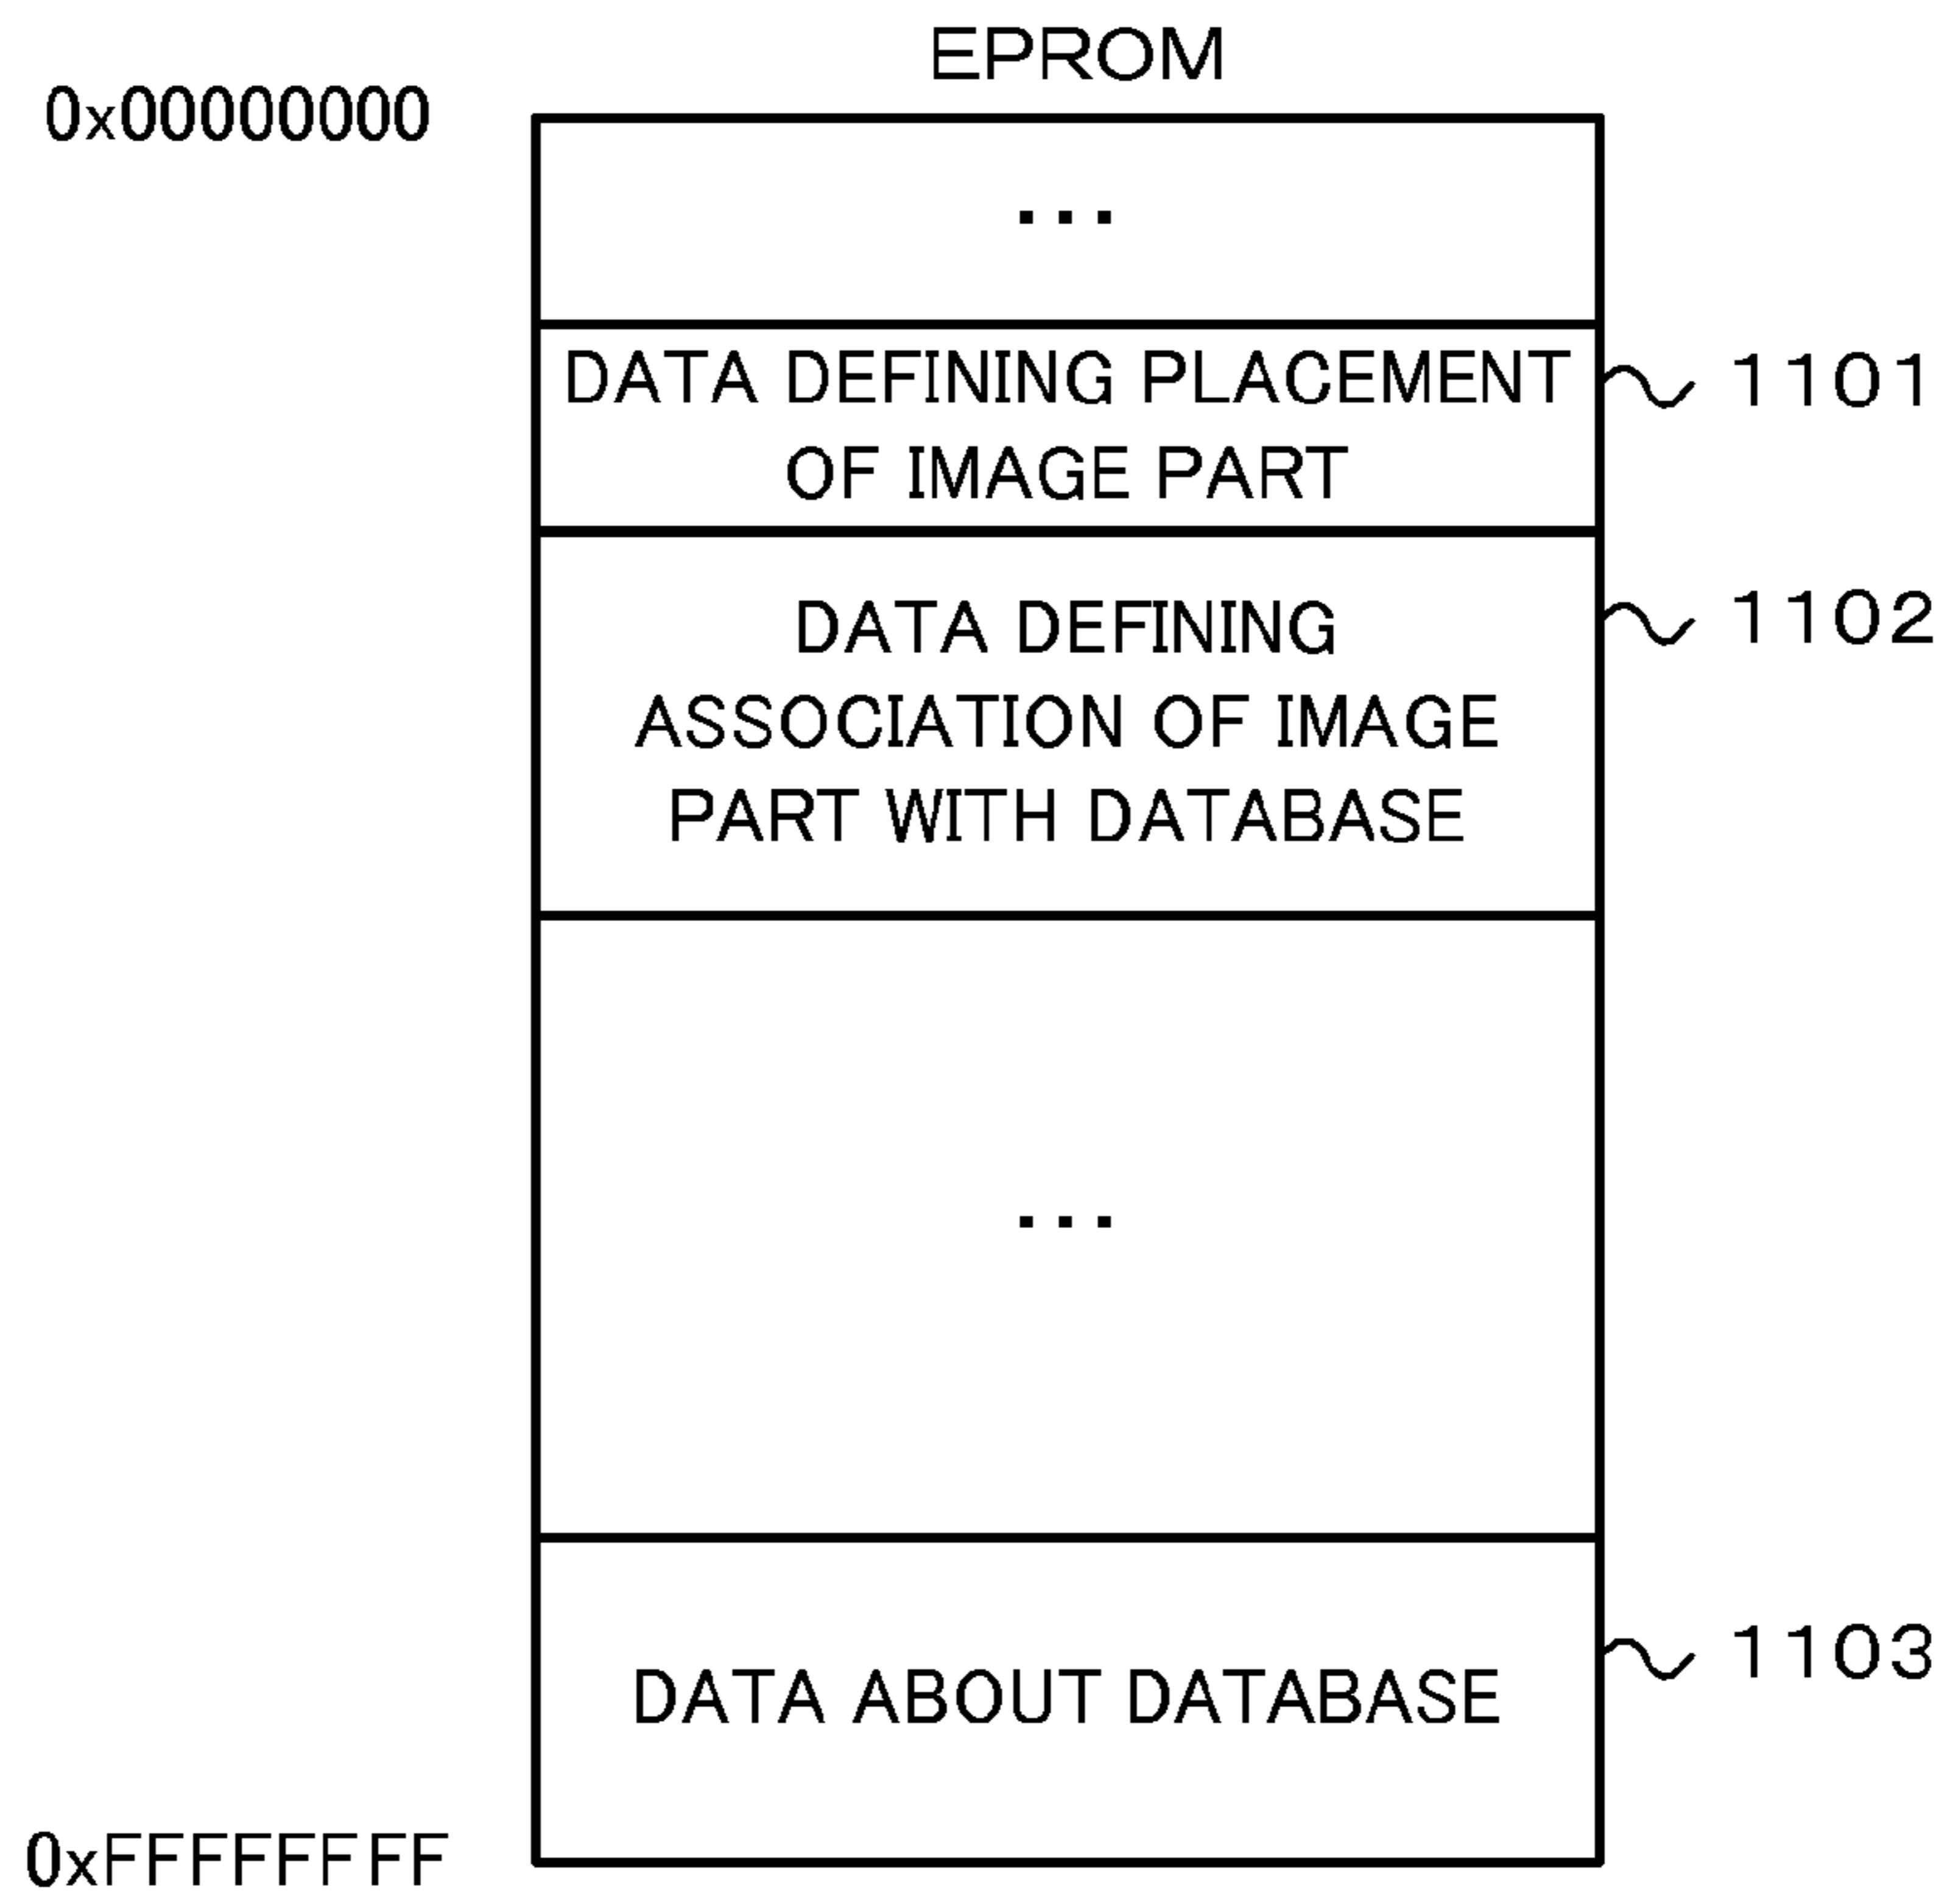 EPROM
0x00000000
...
DATA DEFINING PLACEMENT
OF IMAGE PART
1101
DATA DEFINING
ASSOCIATION OF IMAGE
PART WITH DATABASE
1102
...
DATA ABOUT DATABASE
1103
0xFFFFFFFF